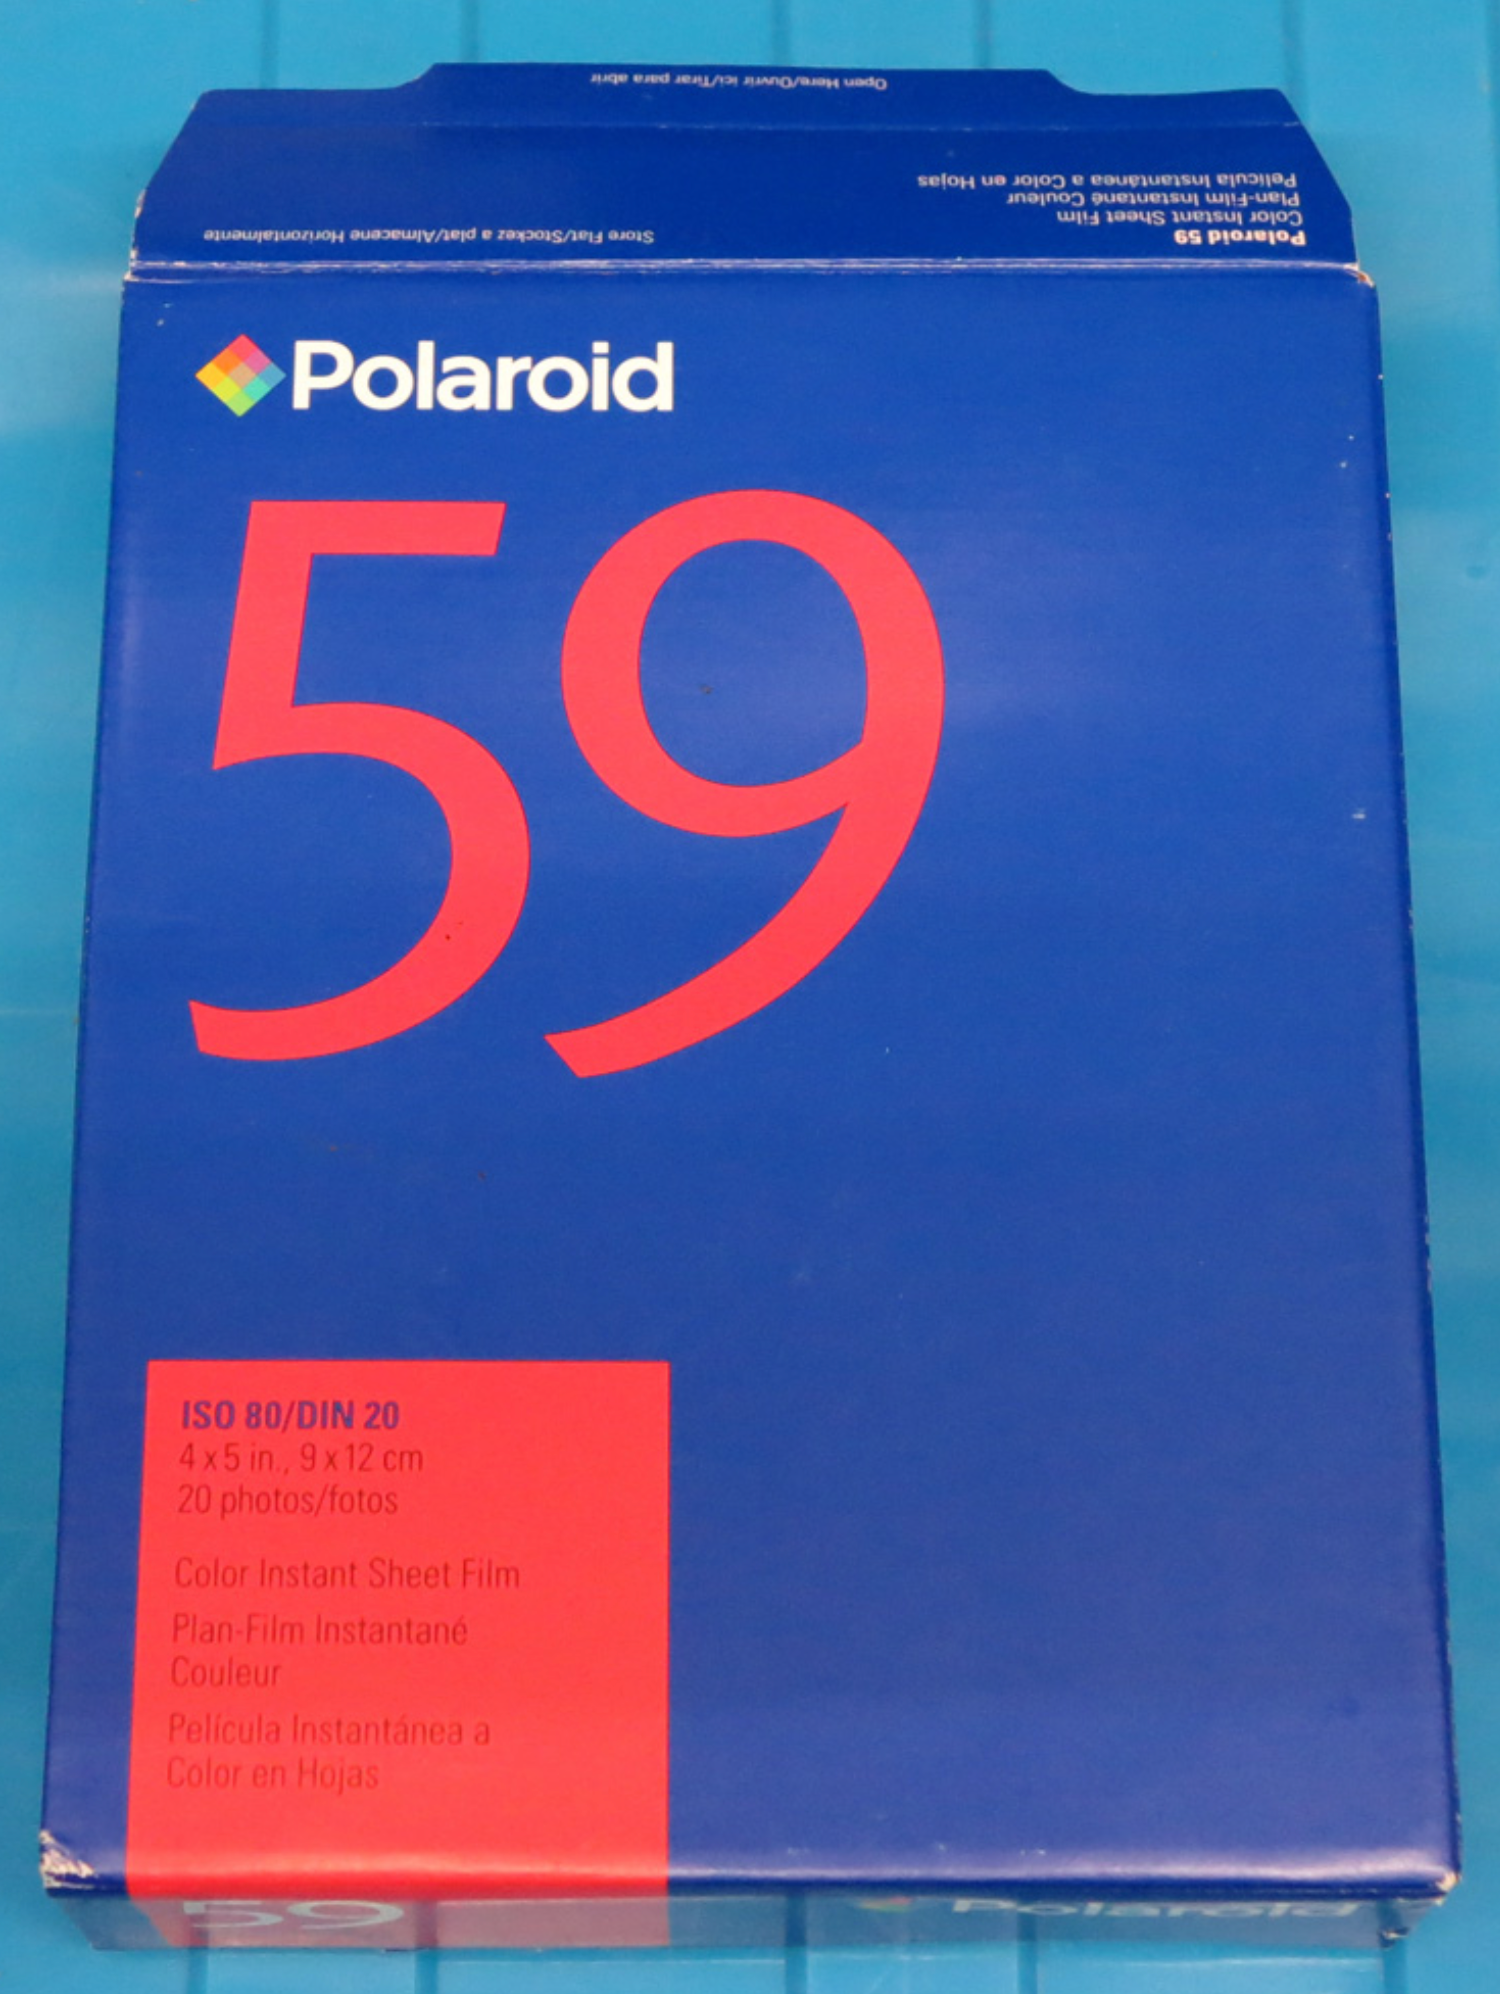 Open Here/Ouvrir ici/Tirar para abrir
Polaroid 59
Color Instant Sheet Film
Plan-Film Instantané Couleur
Película Instantánea a Color en Hojas
Store Flat/Stockez a plat/Almacene Horizontalmente
Polaroid
59
ISO 80/DIN 20
4 x 5 in., 9 x 12 cm
20 photos/fotos
Color Instant Sheet Film
Plan-Film Instantané
Couleur
Película Instantánea a
Color en Hojas
59
Polaroid